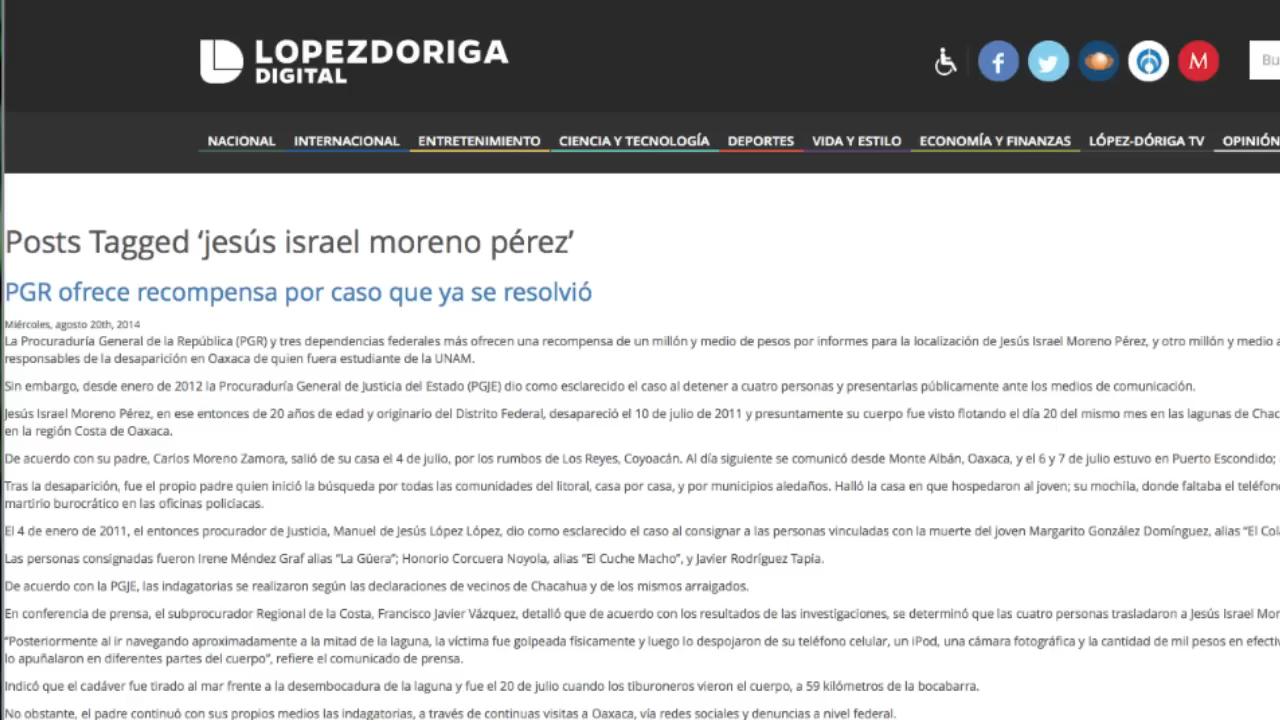 LOPEZDORIGA
DIGITAL
M
Bu
NACIONAL INTERNACIONAL ENTRETENIMIENTO CIENCIA Y TECNOLOGÍA DEPORTES VIDA Y ESTILO ECONOMÍA Y FINANZAS LÓPEZ-DÓRIGA TV OPINIÓN
Posts Tagged ‘jesús israel moreno pérez’
PGR ofrece recompensa por caso que ya se resolvió
Miércoles, agosto 20th, 2014
La Procuraduría General de la República (PGR) y tres dependencias federales más ofrecen una recompensa de un millón y medio de pesos por informes para la localización de Jesús Israel Moreno Pérez, y otro millón y medio a
responsables de la desaparición en Oaxaca de quien fuera estudiante de la UNAM.
Sin embargo, desde enero de 2012 la Procuraduría General de Justicia del Estado (PGJE) dio como esclarecido el caso al detener a cuatro personas y presentarlas públicamente ante los medios de comunicación.
Jesús Israel Moreno Pérez, en ese entonces de 20 años de edad y originario del Distrito Federal, desapareció el 10 de julio de 2011 y presuntamente su cuerpo fue visto flotando el día 20 del mismo mes en las lagunas de Chac
en la región Costa de Oaxaca.
De acuerdo con su padre, Carlos Moreno Zamora, salió de su casa el 4 de julio, por los rumbos de Los Reyes, Coyoacán. Al día siguiente se comunicó desde Monte Albán, Oaxaca, y el 6 y 7 de julio estuvo en Puerto Escondido;
Tras la desaparición, fue el propio padre quien inició la búsqueda por todas las comunidades del litoral, casa por casa, y por municipios aledaños. Halló la casa en que hospedaron al joven; su mochila, donde faltaba el teléfon
martirio burocrático en las oficinas policiacas.
El 4 de enero de 2011, el entonces procurador de Justicia, Manuel de Jesús López López, dio como esclarecido el caso al consignar a las personas vinculadas con la muerte del joven Margarito González Domínguez, alias “El Col
Las personas consignadas fueron Irene Méndez Graf alias “La Güera”; Honorio Corcuera Noyola, alias “El Cuche Macho”, y Javier Rodríguez Tapia.
De acuerdo con la PGJE, las indagatorias se realizaron según las declaraciones de vecinos de Chacahua y de los mismos arraigados.
En conferencia de prensa, el subprocurador Regional de la Costa, Francisco Javier Vázquez, detalló que de acuerdo con los resultados de las investigaciones, se determinó que las cuatro personas trasladaron a Jesús Israel Mor
“Posteriormente al ir navegando aproximadamente a la mitad de la laguna, la víctima fue golpeada físicamente y luego lo despojaron de su teléfono celular, un iPod, una cámara fotográfica y la cantidad de mil pesos en efectiv
lo apuñalaron en diferentes partes del cuerpo”, refiere el comunicado de prensa.
Indicó que el cadáver fue tirado al mar frente a la desembocadura de la laguna y fue el 20 de julio cuando los tiburoneros vieron el cuerpo, a 59 kilómetros de la bocabarra.
No obstante, el padre continuó con sus propios medios las indagatorias, a través de continuas visitas a Oaxaca, vía redes sociales y denuncias a nivel federal.